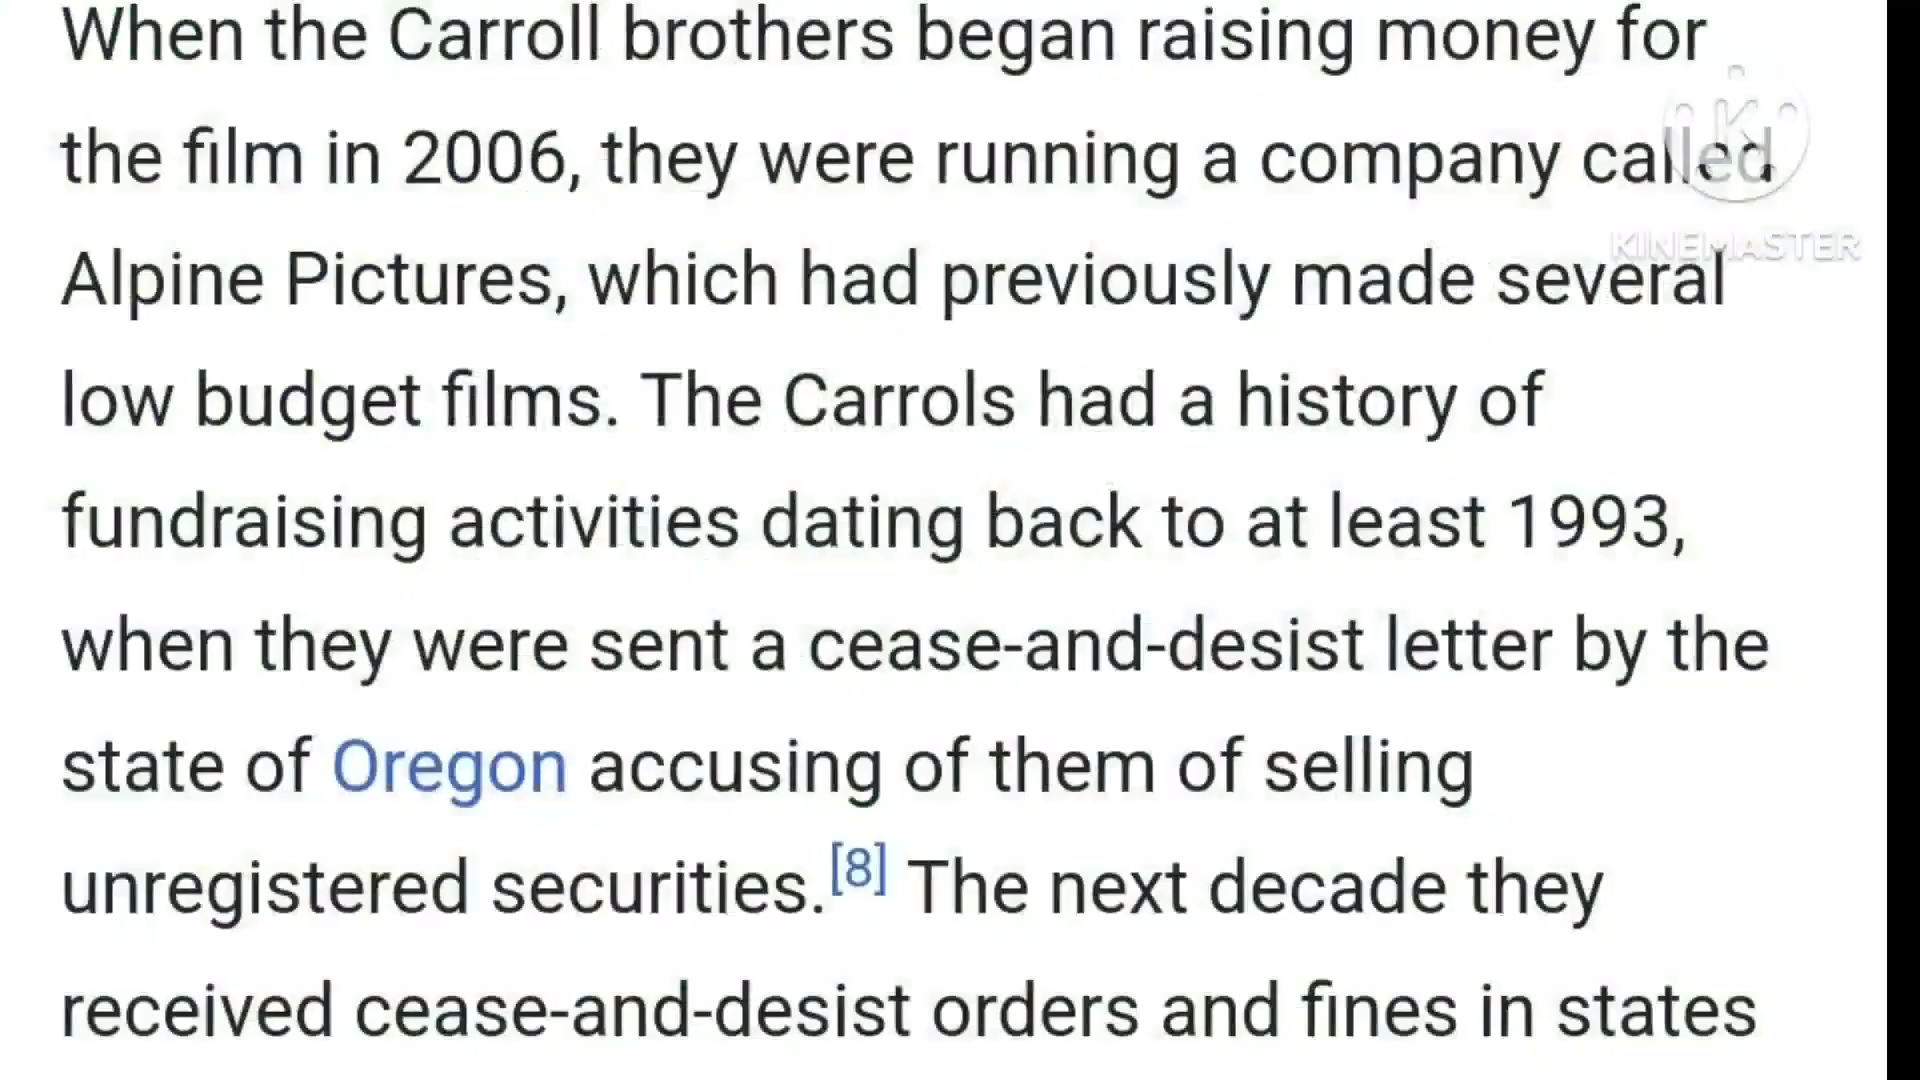 When the Carroll brothers began raising money for
the film in 2006, they were running a company called
Alpine Pictures, which had previously made several
low budget films. The Carrols had a history of
fundraising activities dating back to at least 1993,
when they were sent a cease-and-desist letter by the
state of Oregon accusing of them of selling
unregistered securities.[8] The next decade they
received cease-and-desist orders and fines in states
K
KINEMASTER